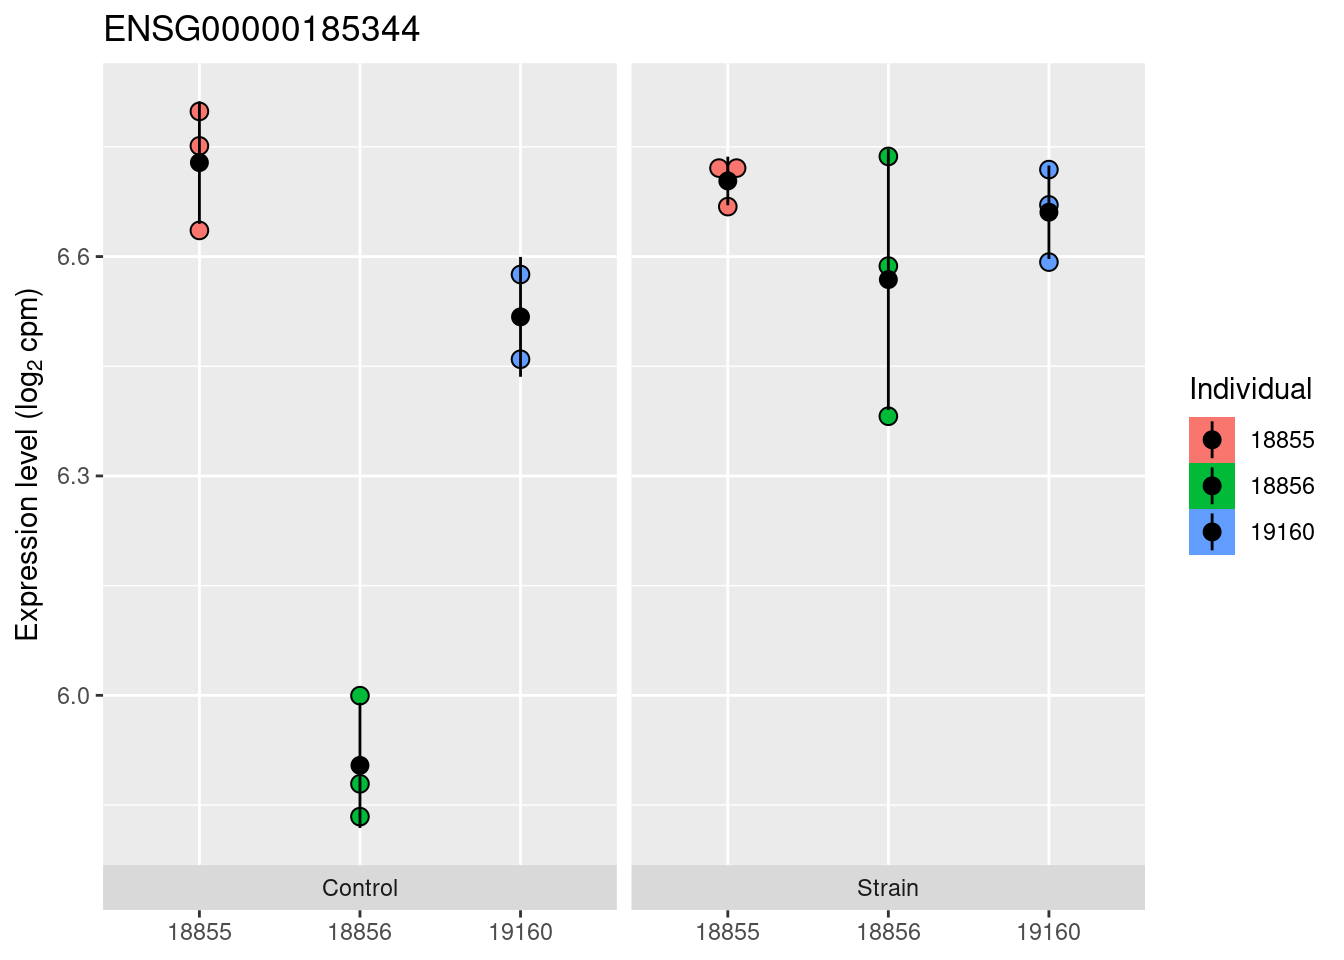 ENSG00000185344
Expression level (log₂ cpm)
6.6
6.3
6.0
Control
Strain
18855 18856 19160
18855 18856 19160
Individual
18855
18856
19160